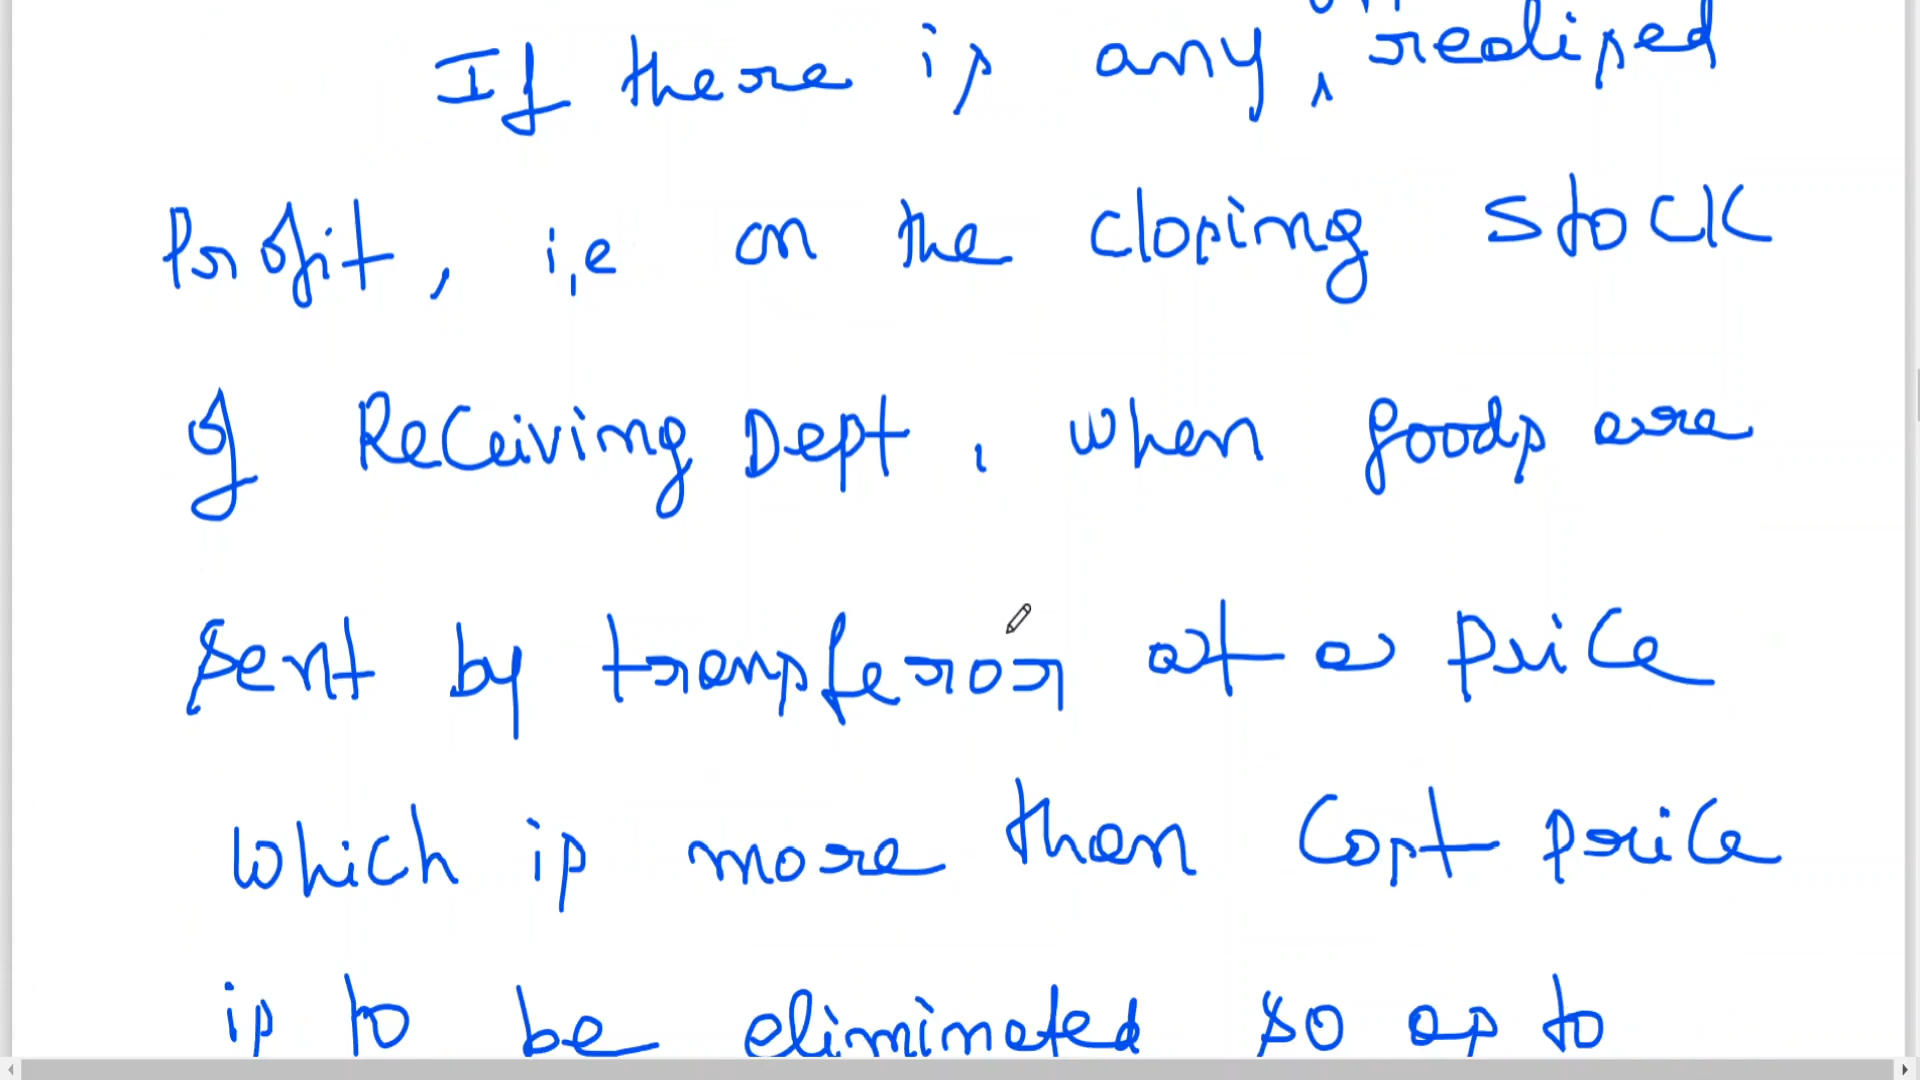 If there is any unrealised
Profit, i.e on the closing stock
of Receiving Dept, when goods are
sent by transferor at a price
which is more than cost price
is to be eliminated so as to